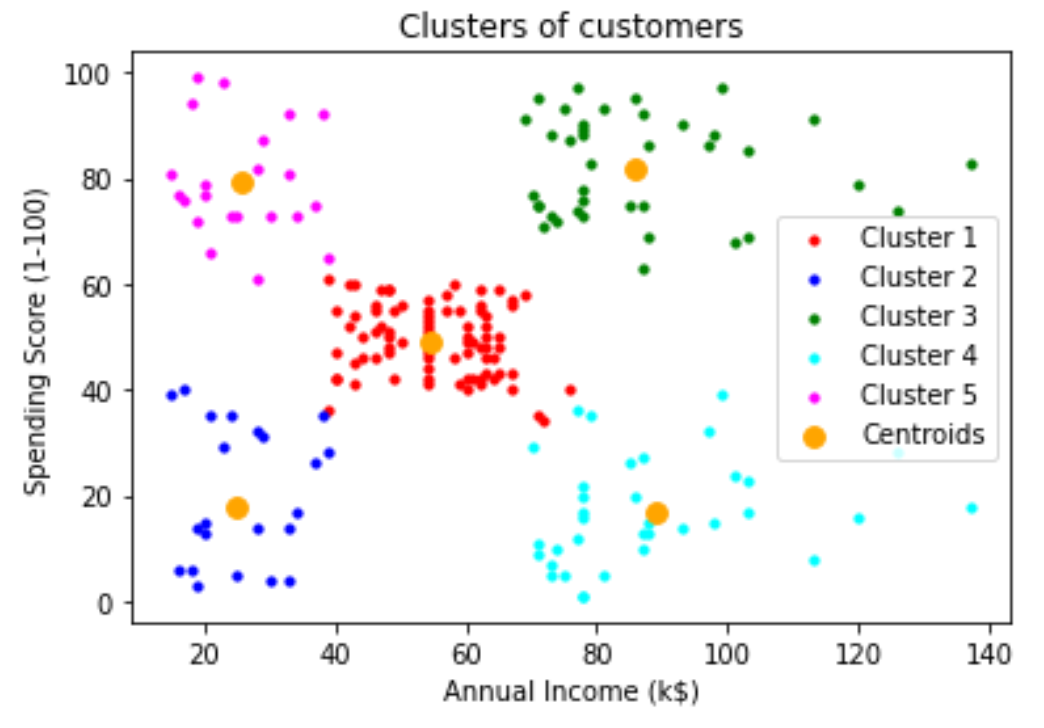 Clusters of customers
100
80
60
40
20
0
Spending Score (1-100)
Cluster 1
Cluster 2
Cluster 3
Cluster 4
Cluster 5
Centroids
20 40 60 80 100 120 140
Annual Income (k$)